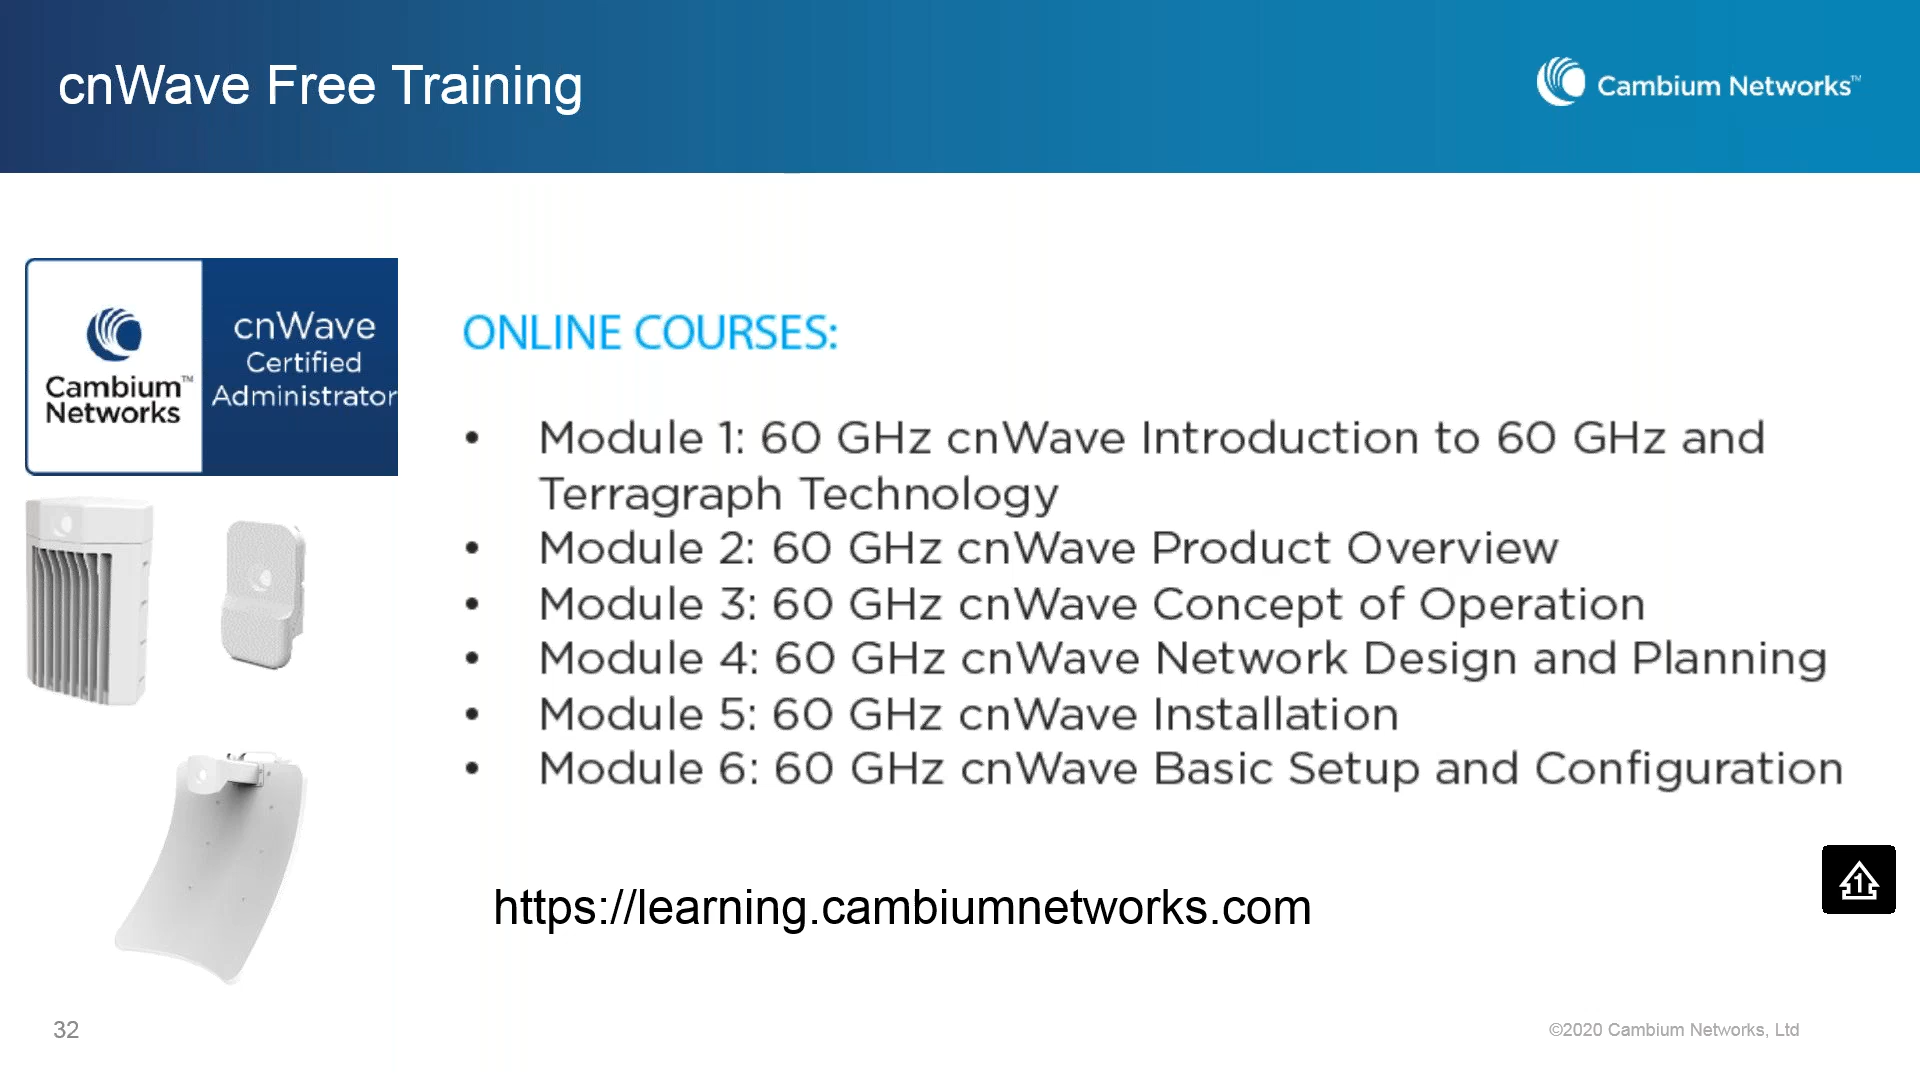 cnWave Free Training
Cambium Networks™
Cambium™
Networks
cnWave
Certified
Administrator
ONLINE COURSES:
• Module 1: 60 GHz cnWave Introduction to 60 GHz and
Terragraph Technology
• Module 2: 60 GHz cnWave Product Overview
• Module 3: 60 GHz cnWave Concept of Operation
• Module 4: 60 GHz cnWave Network Design and Planning
• Module 5: 60 GHz cnWave Installation
• Module 6: 60 GHz cnWave Basic Setup and Configuration
1
https://learning.cambiumnetworks.com
32
©2020 Cambium Networks, Ltd